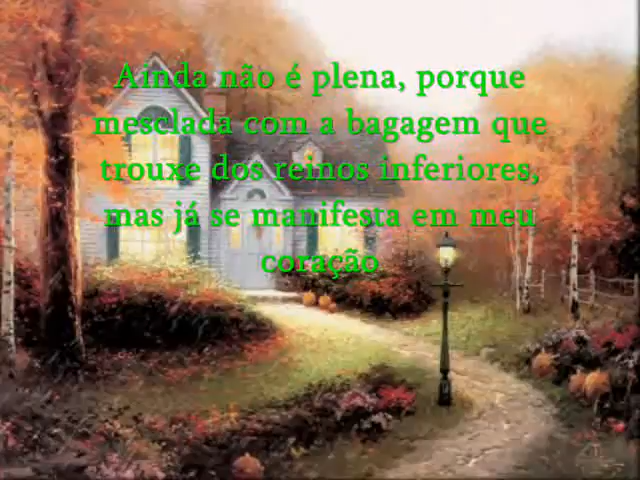 Ainda não é plena, porque
mesclada com a bagagem que
trouxe dos reinos inferiores,
mas já se manifesta em meu
coração